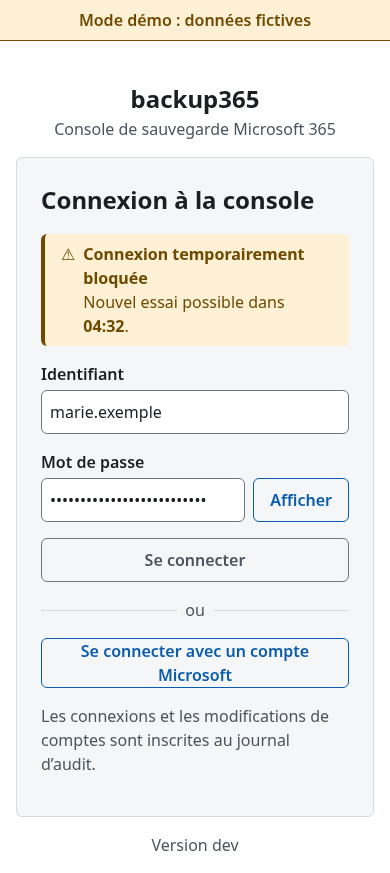 Mode démo : données fictives
backup365
Console de sauvegarde Microsoft 365
Connexion à la console
⚠ Connexion temporairement
bloquée
Nouvel essai possible dans
04:32.
Identifiant
marie.exemple
Mot de passe
••••••••••••••••••••••••••
Afficher
Se connecter
ou
Se connecter avec un compte
Microsoft
Les connexions et les modifications de
comptes sont inscrites au journal
d’audit.
Version dev